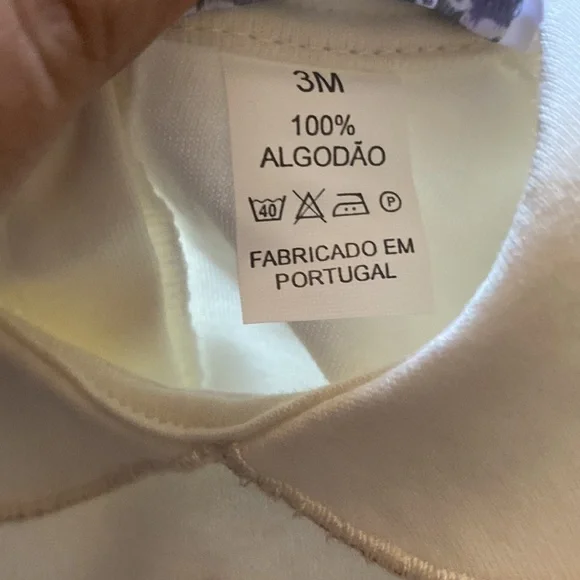 3M
100%
ALGODÃO
40 P
FABRICADO EM
PORTUGAL